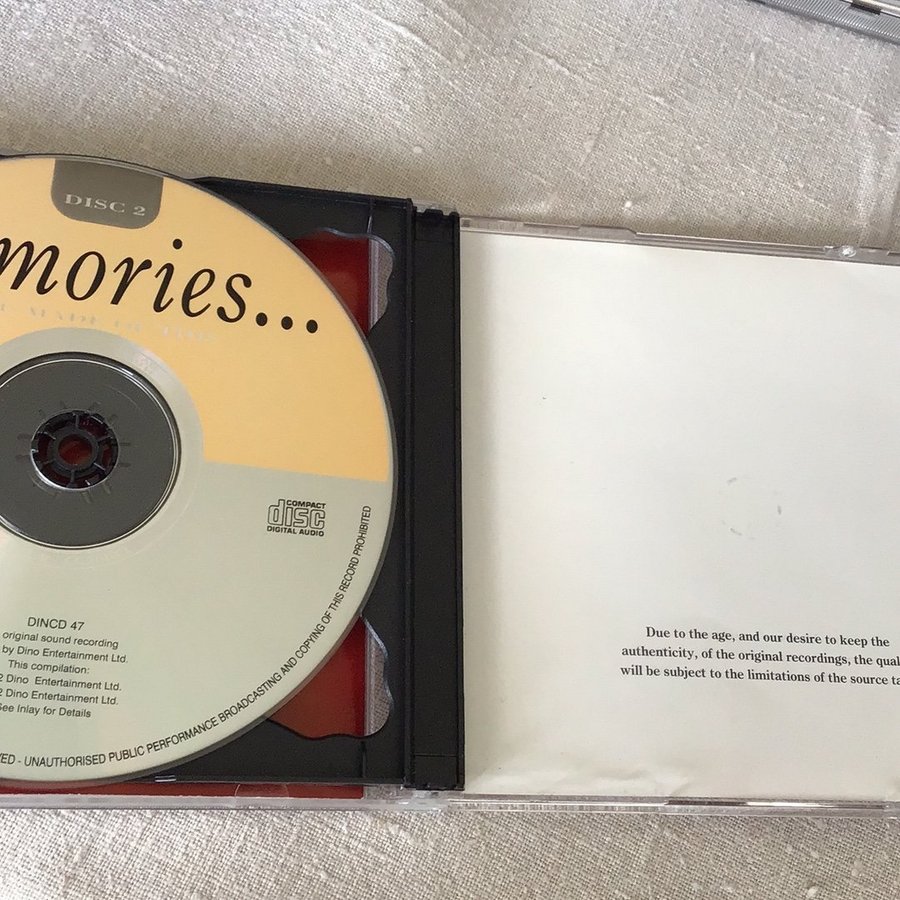 DISC 2
mories...
COMPACT
disc
DIGITAL AUDIO
DINCD 47
original sound recording
by Dino Entertainment Ltd.
This compilation:
2 Dino Entertainment Ltd.
2 Dino Entertainment Ltd.
See Inlay for Details
VED - UNAUTHORISED PUBLIC PERFORMANCE BROADCASTING AND COPYING OF THIS RECORD PROHIBITED
Due to the age, and our desire to keep the
authenticity, of the original recordings, the qual
will be subject to the limitations of the source ta